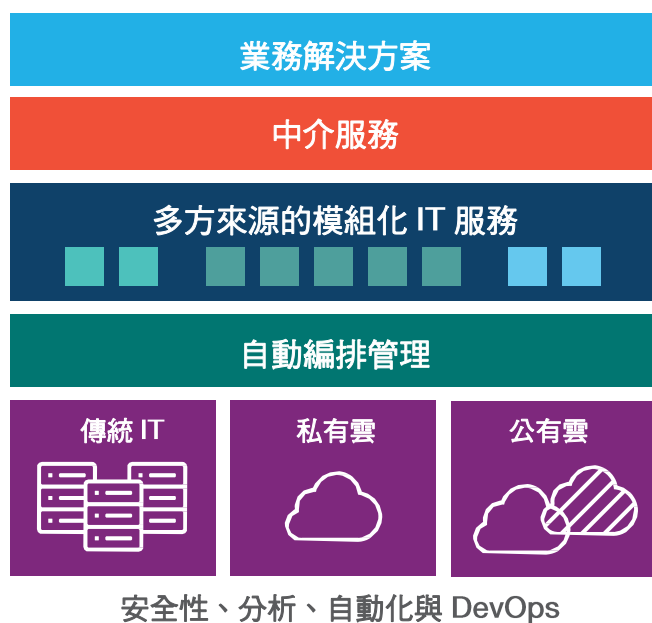 業務解決方案
中介服務
多方來源的模組化 IT 服務
自動編排管理
傳統 IT
私有雲
公有雲
安全性、分析、自動化與 DevOps